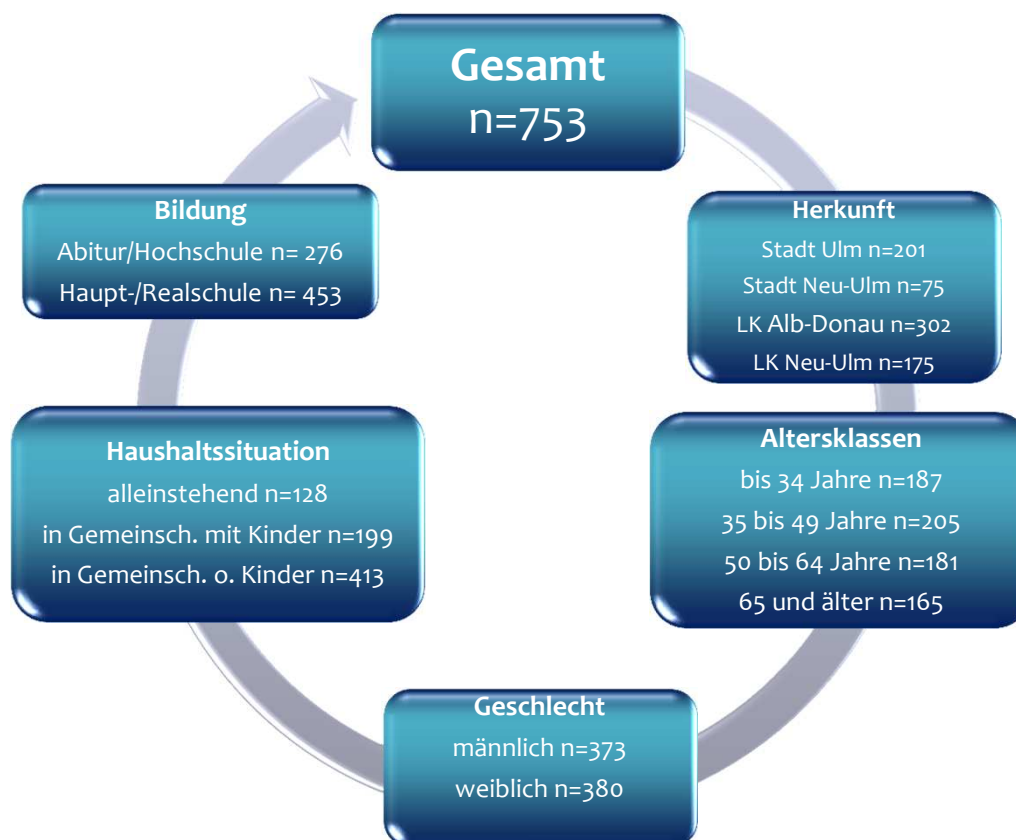 Gesamt
n=753
Herkunft
Stadt Ulm n=201
Stadt Neu-Ulm n=75
LK Alb-Donau n=302
LK Neu-Ulm n=175
Altersklassen
bis 34 Jahre n=187
35 bis 49 Jahre n=205
50 bis 64 Jahre n=181
65 und älter n=165
Geschlecht
männlich n=373
weiblich n=380
Haushaltssituation
alleinstehend n=128
in Gemeinsch. mit Kinder n=199
in Gemeinsch. o. Kinder n=413
Bildung
Abitur/Hochschule n= 276
Haupt-/Realschule n= 453